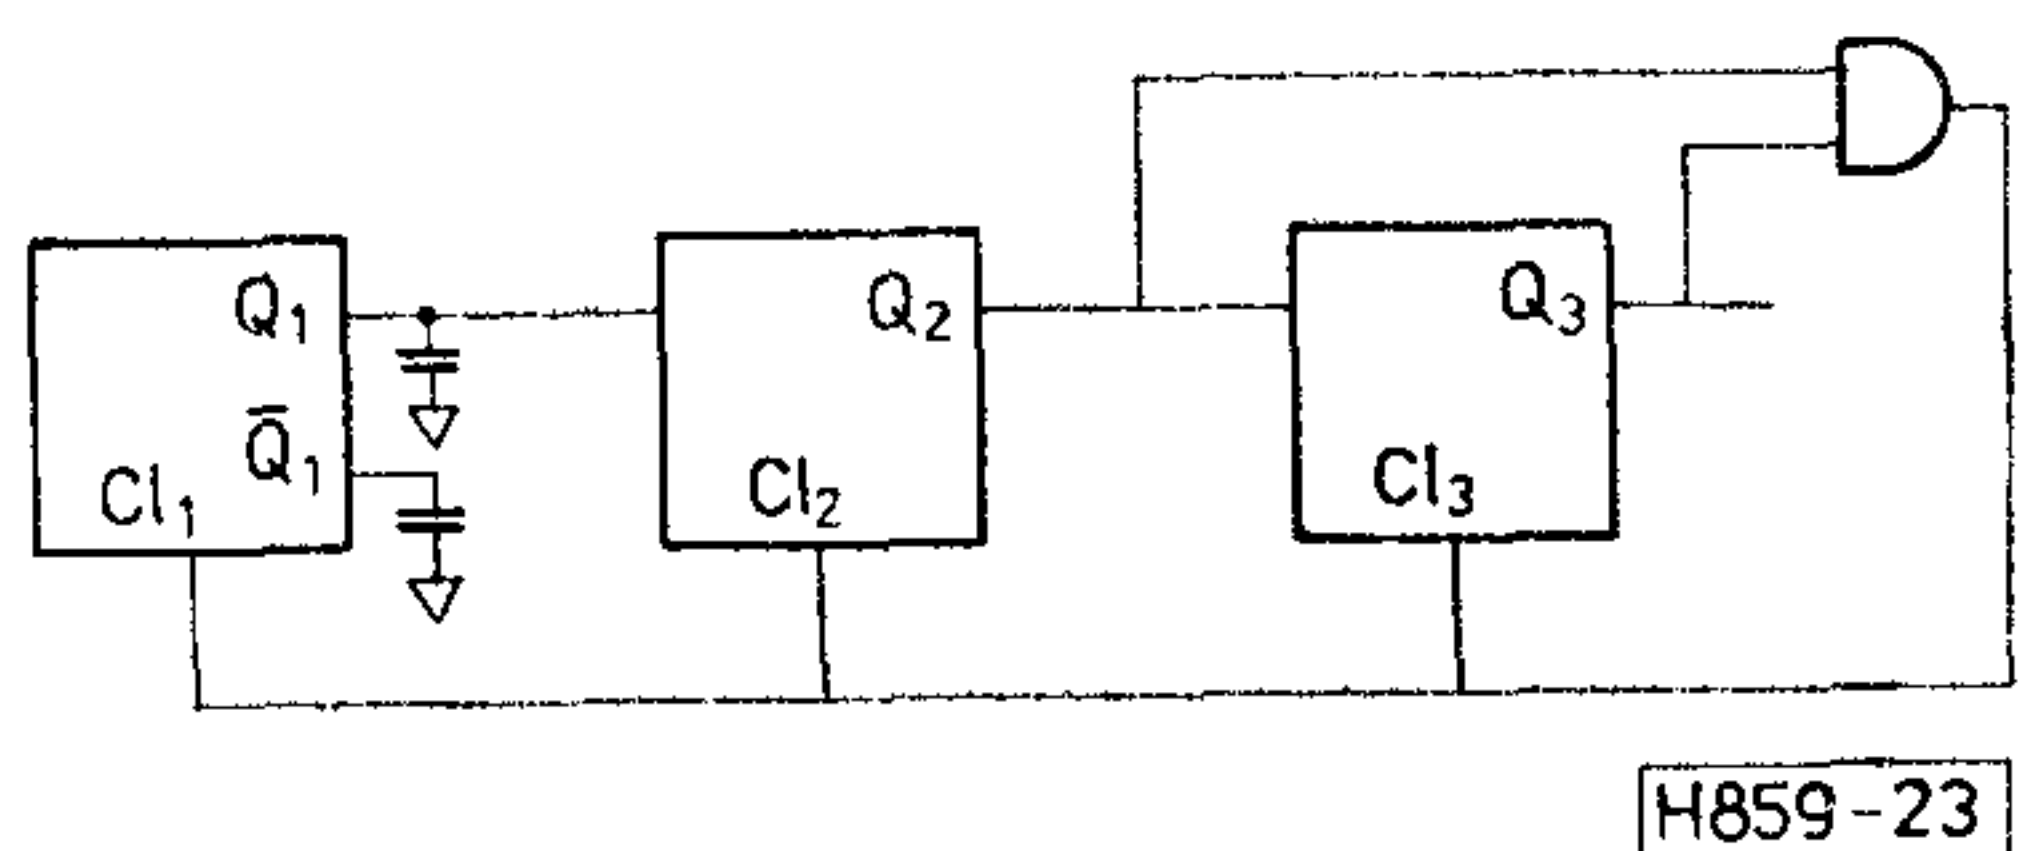 Q₁
Q̄₁
Cl₁
Q₂
Cl₂
Q₃
Cl₃
H859-23